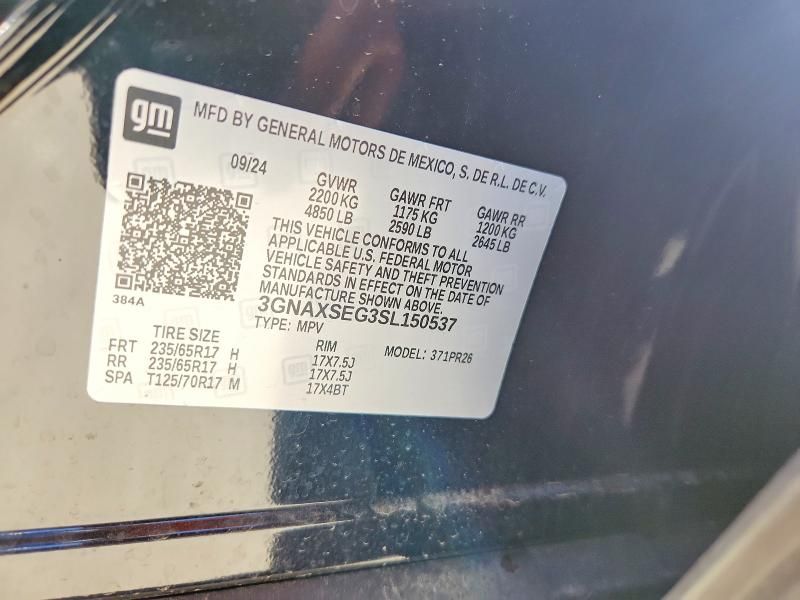 gm
MFD BY GENERAL MOTORS DE MEXICO, S. DE R.L. DE C.V.
09/24
GVWR GAWR FRT GAWR RR
2200 KG 1175 KG 1200 KG
4850 LB 2590 LB 2645 LB
THIS VEHICLE CONFORMS TO ALL
APPLICABLE U.S. FEDERAL MOTOR
VEHICLE SAFETY AND THEFT PREVENTION
STANDARDS IN EFFECT ON THE DATE OF
MANUFACTURE SHOWN ABOVE.
384A
3GNAXSEG3SL150537
TYPE: MPV
MODEL: 371PR26
TIRE SIZE RIM
FRT 235/65R17 H 17X7.5J
RR 235/65R17 H 17X7.5J
SPA T125/70R17 M 17X4BT